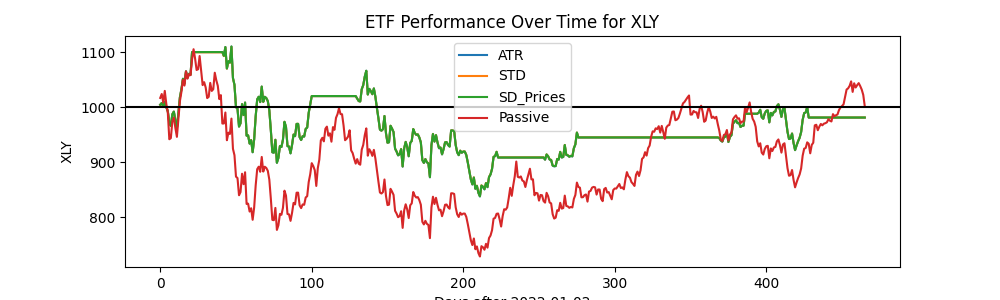 ETF Performance Over Time for XLY
XLY
1100
1000
900
800
ATR
STD
SD_Prices
Passive
0 100 200 300 400